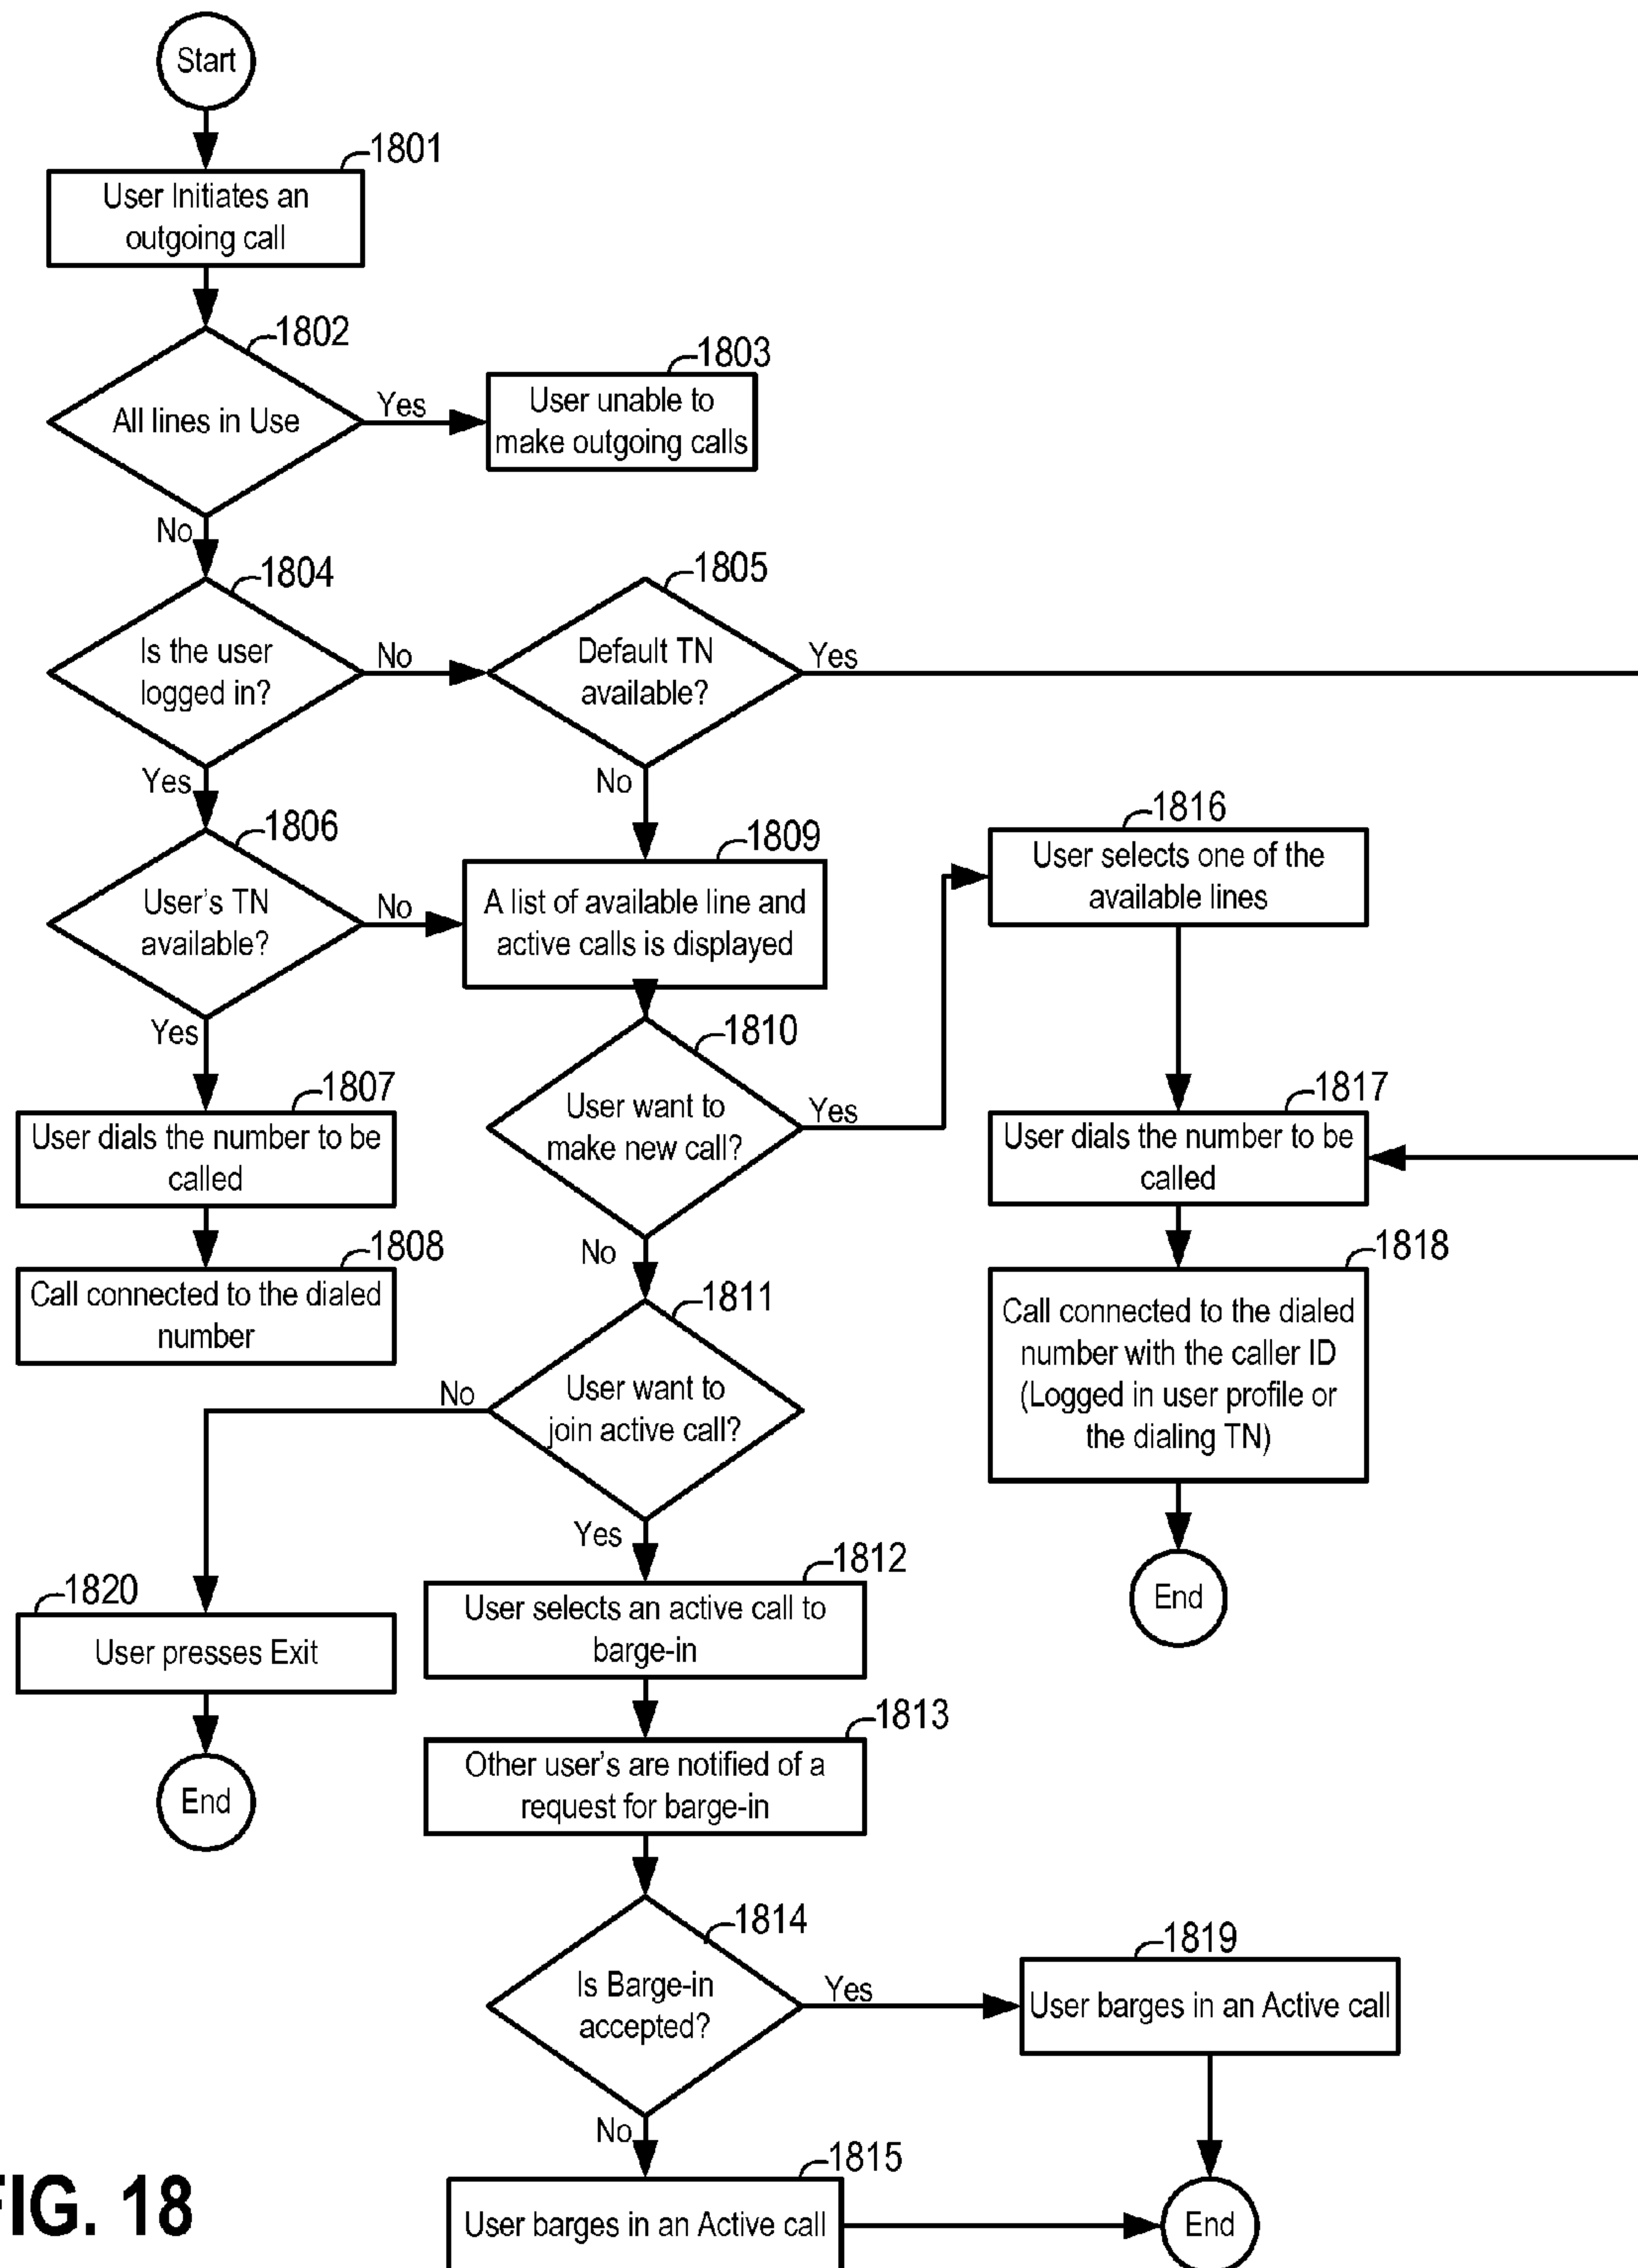 Start
1801
User Initiates an
outgoing call
1802
All lines in Use
Yes
1803
User unable to
make outgoing calls
No
1804
Is the user
logged in?
No
1805
Default TN
available?
Yes
Yes
No
1806
User's TN
available?
No
1809
A list of available line and
active calls is displayed
1816
User selects one of the
available lines
Yes
1810
User want to
make new call?
Yes
1807
User dials the number to be
called
1817
User dials the number to be
called
1808
Call connected to the dialed
number
No
1811
User want to
join active call?
No
1818
Call connected to the dialed
number with the caller ID
(Logged in user profile or
the dialing TN)
End
Yes
1812
User selects an active call to
barge-in
1820
User presses Exit
End
1813
Other user's are notified of a
request for barge-in
1814
Is Barge-in
accepted?
Yes
1819
User barges in an Active call
No
1815
User barges in an Active call
End
FIG. 18